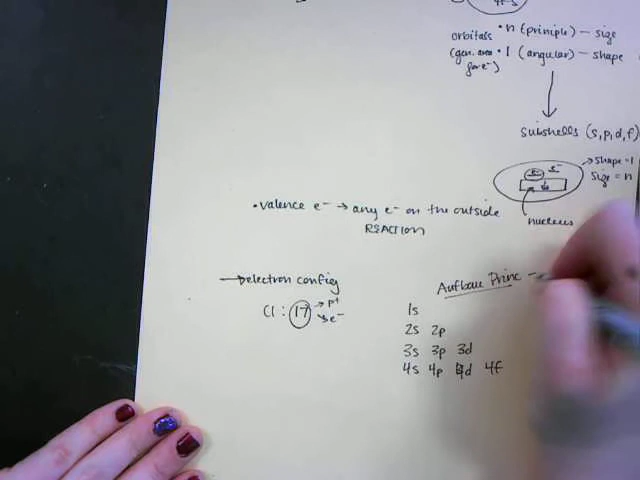 orbitals • n (priniple) — size
(gen. area • l (angular) — shape
for e⁻)
subshells (s, p, d, f)
shape = l
e⁻ e⁻
size = n
nucleus
• valence e⁻ → any e⁻ on the outside
REACTION
→ electron config
Aufbau Princ –
Cl : 17 → p⁺
→ e⁻
1s
2s 2p
3s 3p 3d
4s 4p 4d 4f